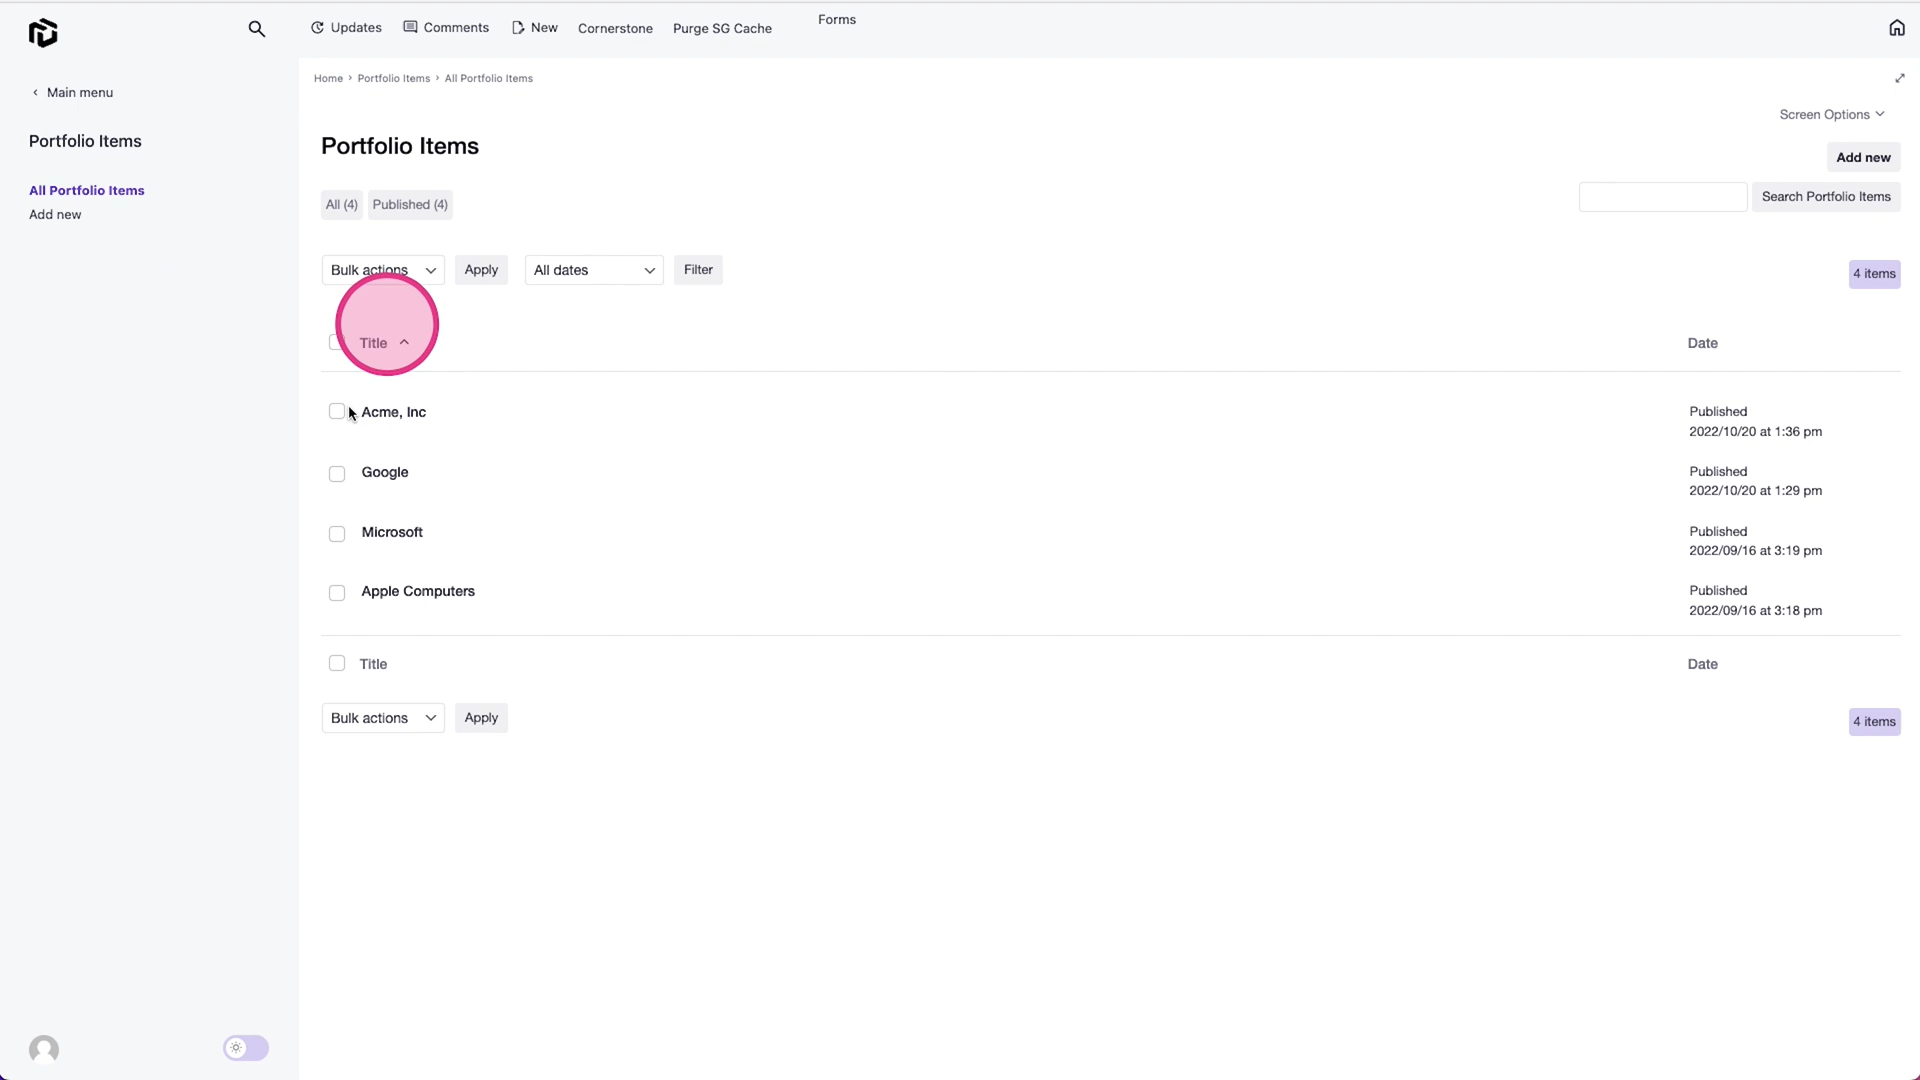 Updates Comments New Cornerstone Purge SG Cache Forms
Main menu
Portfolio Items
All Portfolio Items
Add new
Home › Portfolio Items › All Portfolio Items
Screen Options
Portfolio Items
Add new
All (4) Published (4)
Search Portfolio Items
Bulk actions Apply All dates Filter
4 items
Title Date
Acme, Inc Published
2022/10/20 at 1:36 pm
Google Published
2022/10/20 at 1:29 pm
Microsoft Published
2022/09/16 at 3:19 pm
Apple Computers Published
2022/09/16 at 3:18 pm
Title Date
Bulk actions Apply
4 items